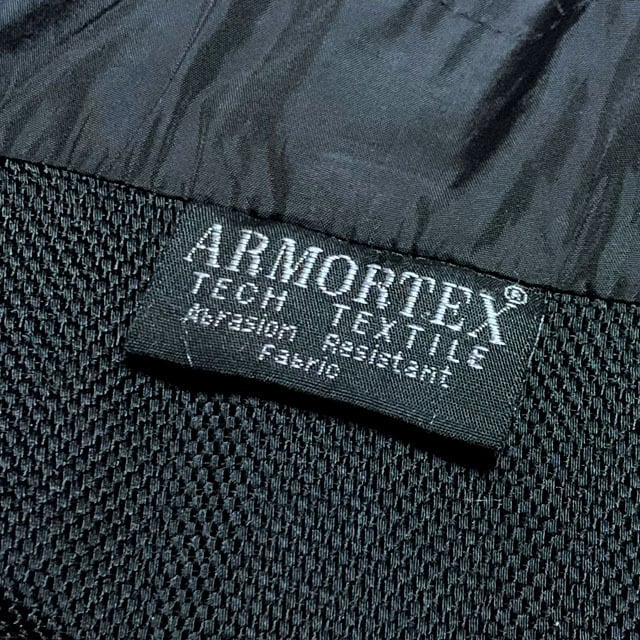 ARMORTEX®
TECH TEXTILE
Abrasion Resistant
Fabric